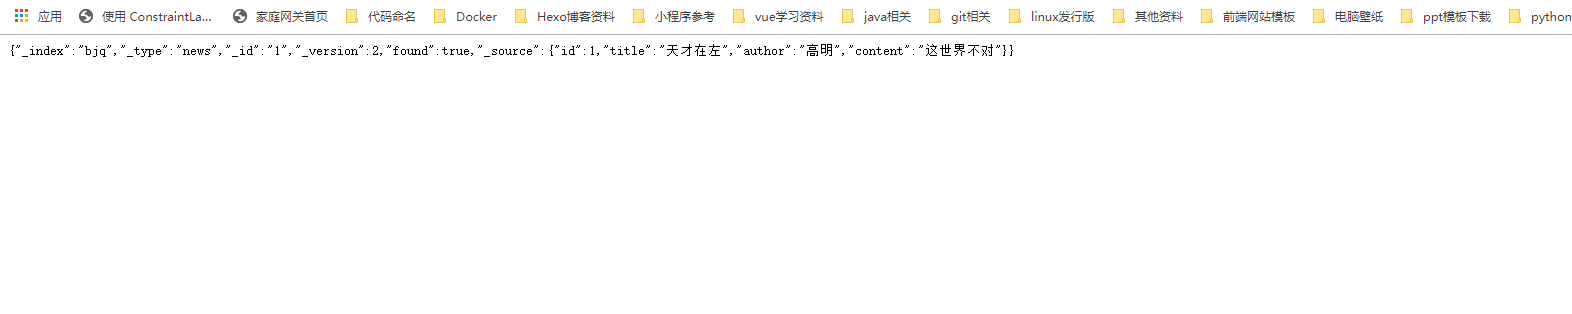 应用 使用 ConstraintLa... 家庭网关首页 代码命名 Docker Hexo博客资料 小程序参考 vue学习资料 java相关 git相关 linux发行版 其他资料 前端网站模板 电脑壁纸 ppt模板下载 python
{"_index":"bjq","_type":"news","_id":"1","_version":2,"found":true,"_source":{"id":1,"title":"天才在左","author":"高明","content":"这世界不对"}}